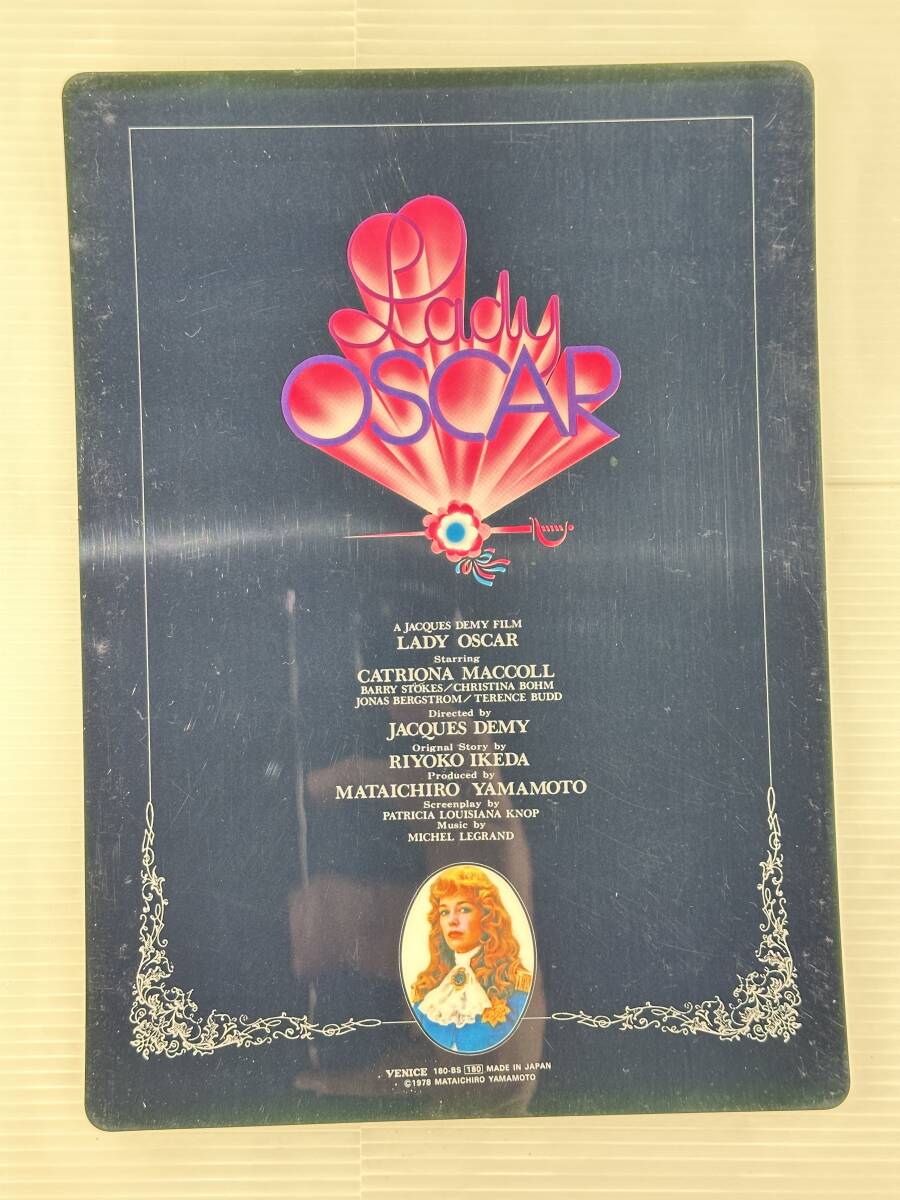 Lady
OSCAR
A JACQUES DEMY FILM
LADY OSCAR
Starring
CATRIONA MACCOLL
BARRY STOKES/CHRISTINA BOHM
JONAS BERGSTROM/TERENCE BUDD
Directed by
JACQUES DEMY
Orignal Story by
RIYOKO IKEDA
Produced by
MATAICHIRO YAMAMOTO
Screenplay by
PATRICIA LOUISIANA KNOP
Music by
MICHEL LEGRAND
VENICE 180-BS 180 MADE IN JAPAN
©1978 MATAICHIRO YAMAMOTO